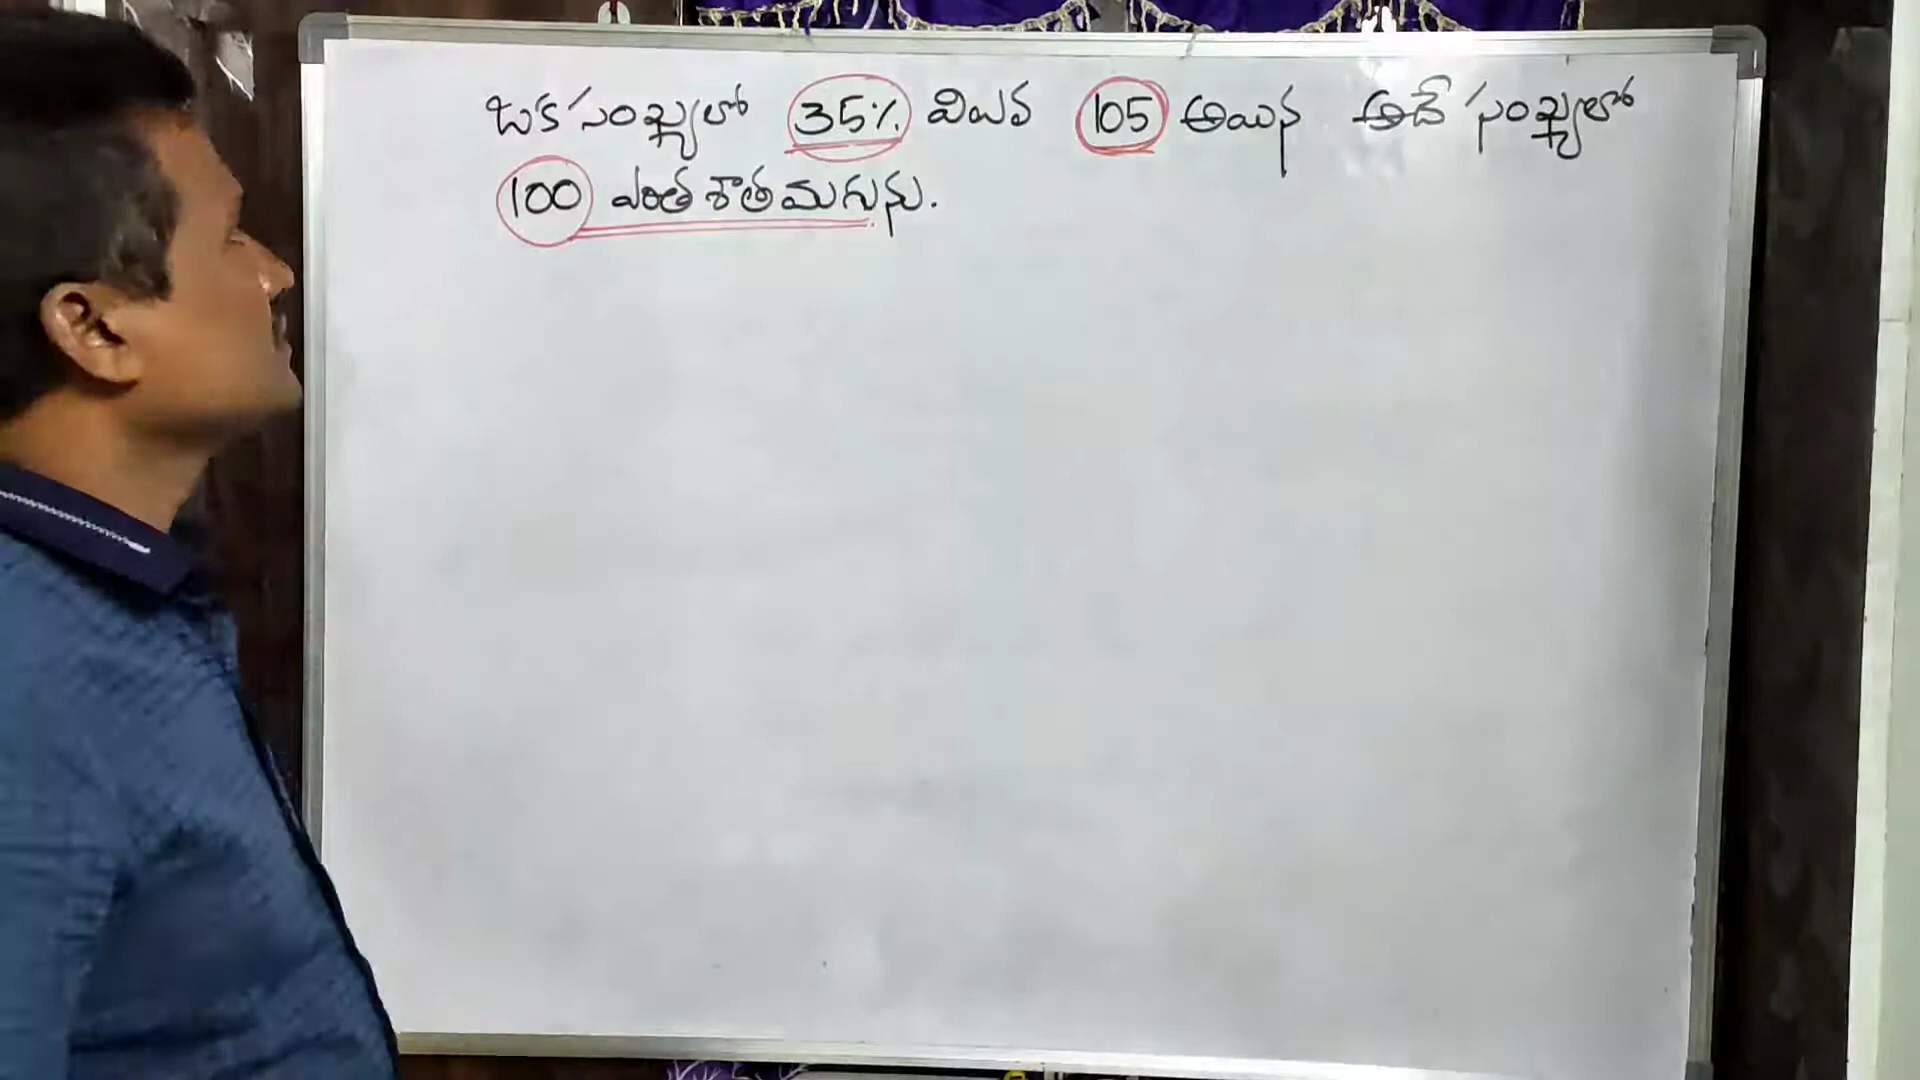 ఒక సంఖ్యలో 35% విలువ 105 అయిన అదే సంఖ్యలో
100 ఎంత శాతమగును.